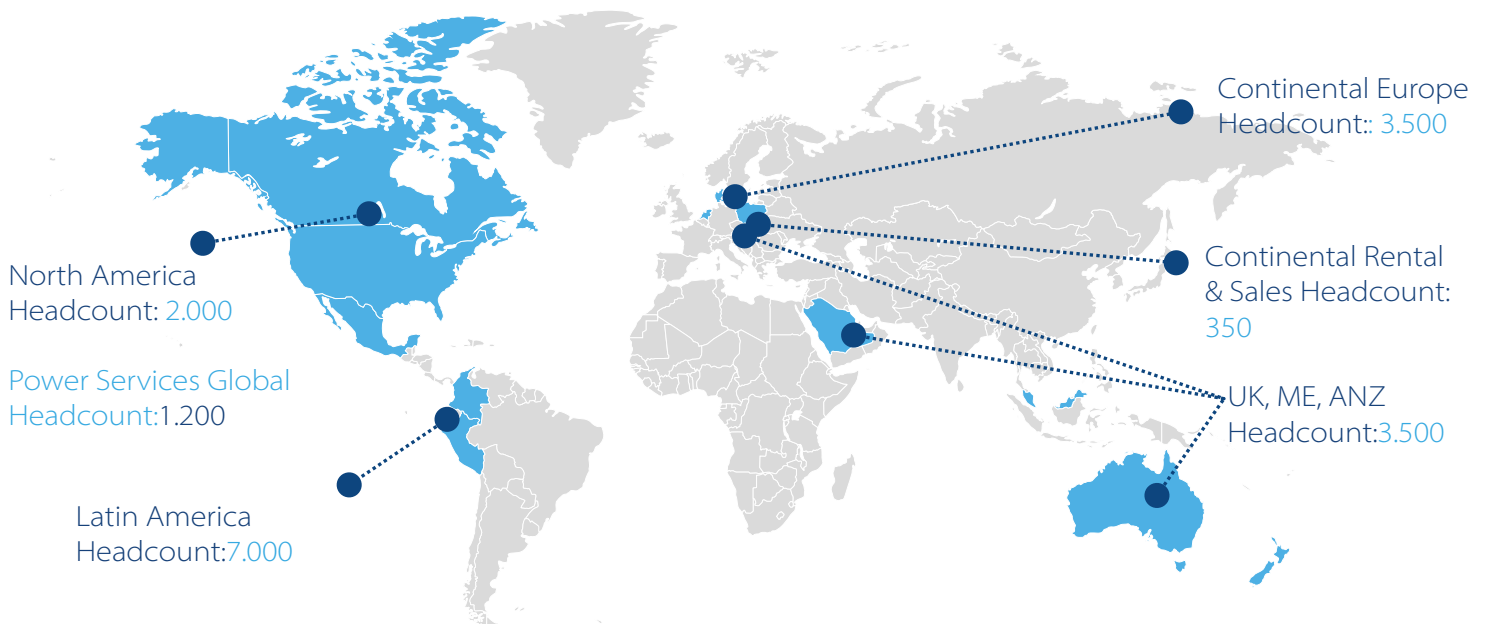 North America
Headcount: 2.000
Power Services Global
Headcount:1.200
Latin America
Headcount:7.000
Continental Europe
Headcount:: 3.500
Continental Rental
& Sales Headcount:
350
UK, ME, ANZ
Headcount:3.500